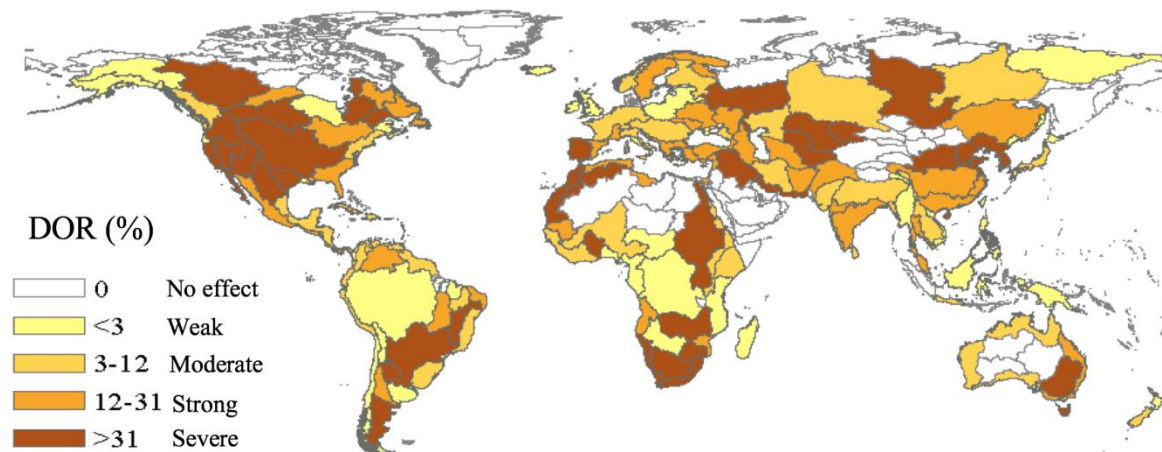 DOR (%)
0 No effect
<3 Weak
3-12 Moderate
12-31 Strong
>31 Severe